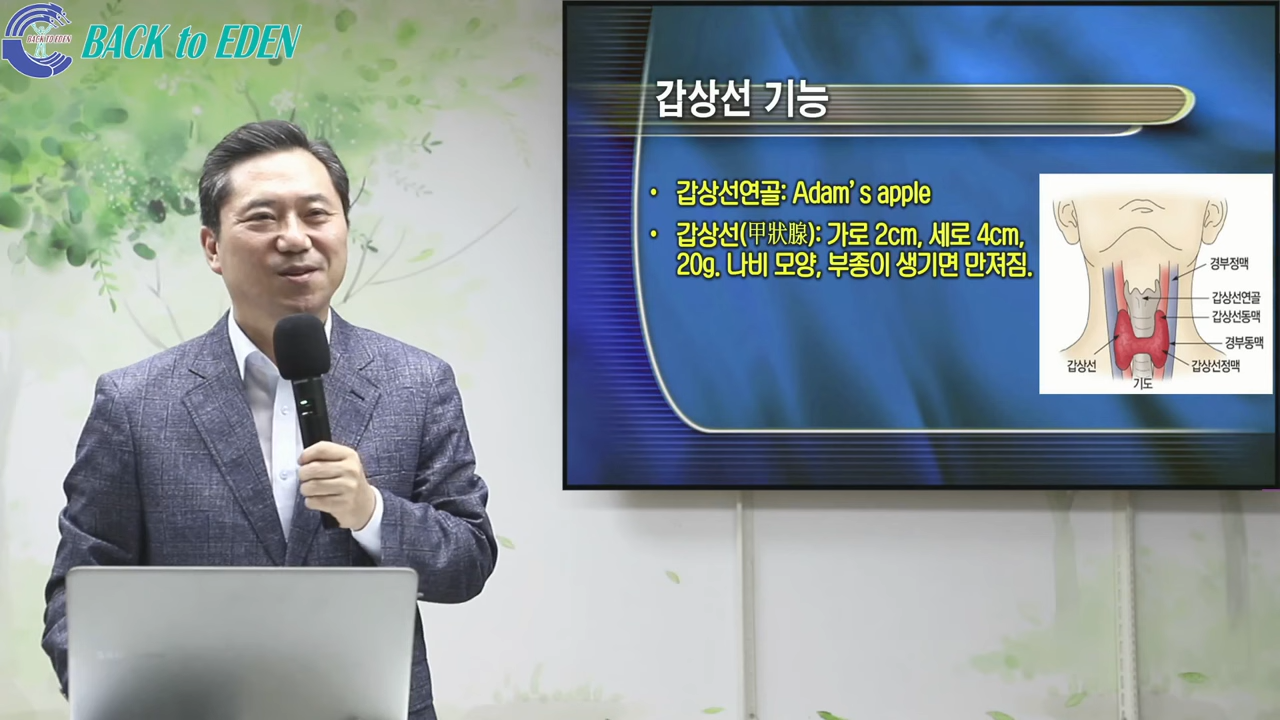 BACK TO EDEN
BACK to EDEN
갑상선 기능
• 갑상선연골: Adam's apple
• 갑상선(甲狀腺): 가로 2cm, 세로 4cm,
20g. 나비 모양, 부종이 생기면 만져짐.
경부정맥
갑상선연골
갑상선동맥
경부동맥
갑상선
갑상선정맥
기도